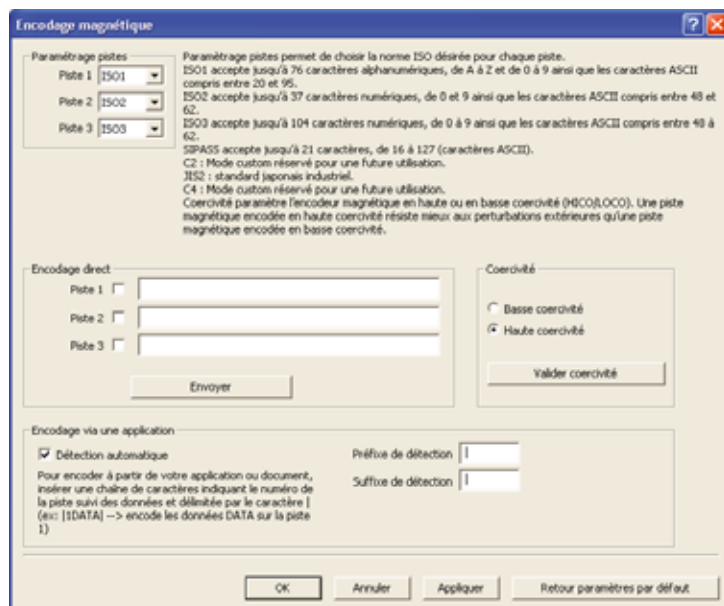 Encodage magnétique
Paramétrage pistes
Piste 1 ISO1
Piste 2 ISO2
Piste 3 ISO3
Paramètrage pistes permet de choisir la norme ISO désirée pour chaque piste.
ISO1 accepte jusqu'à 76 caractères alphanumériques, de A à Z et de 0 à 9 ainsi que les caractères ASCII
compris entre 20 et 95.
ISO2 accepte jusqu'à 37 caractères numériques, de 0 et 9 ainsi que les caractères ASCII compris entre 48 et
62.
ISO3 accepte jusqu'à 104 caractères numériques, de 0 à 9 ainsi que les caractères ASCII compris entre 48 à
62.
SIPASS accepte jusqu'à 21 caractères, de 16 à 127 (caractères ASCII).
C2 : Mode custom réservé pour une future utilisation.
JIS2 : standard japonais industriel.
C4 : Mode custom réservé pour une future utilisation.
Coercivité paramètre l'encodeur magnétique en haute ou en basse coercivité (HICO/LOCO). Une piste
magnétique encodée en haute coercivité résiste mieux aux perturbations extérieures qu'une piste
magnétique encodée en basse coercivité.
Encodage direct
Piste 1
Piste 2
Piste 3
Envoyer
Coercivité
Basse coercivité
Haute coercivité
Valider coercivité
Encodage via une application
Détection automatique
Pour encoder à partir de votre application ou document,
insérer une chaîne de caractères indiquant le numéro de
la piste suivi des données et délimitée par le caractère |
(ex: |1DATA| --> encode les données DATA sur la piste
1)
Préfixe de détection |
Suffixe de détection |
OK
Annuler
Appliquer
Retour paramètres par défaut